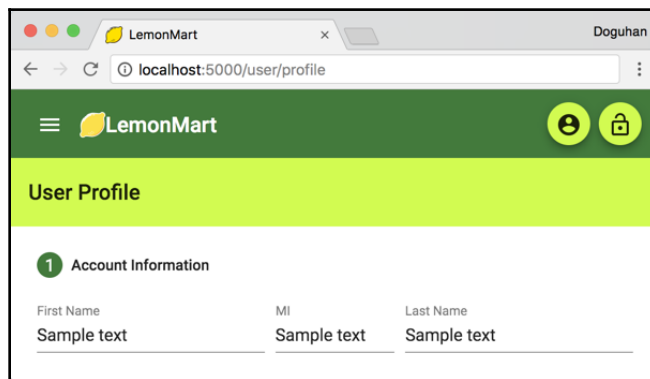 LemonMart
Doguhan
localhost:5000/user/profile
LemonMart
User Profile
1 Account Information
First Name MI Last Name
Sample text Sample text Sample text